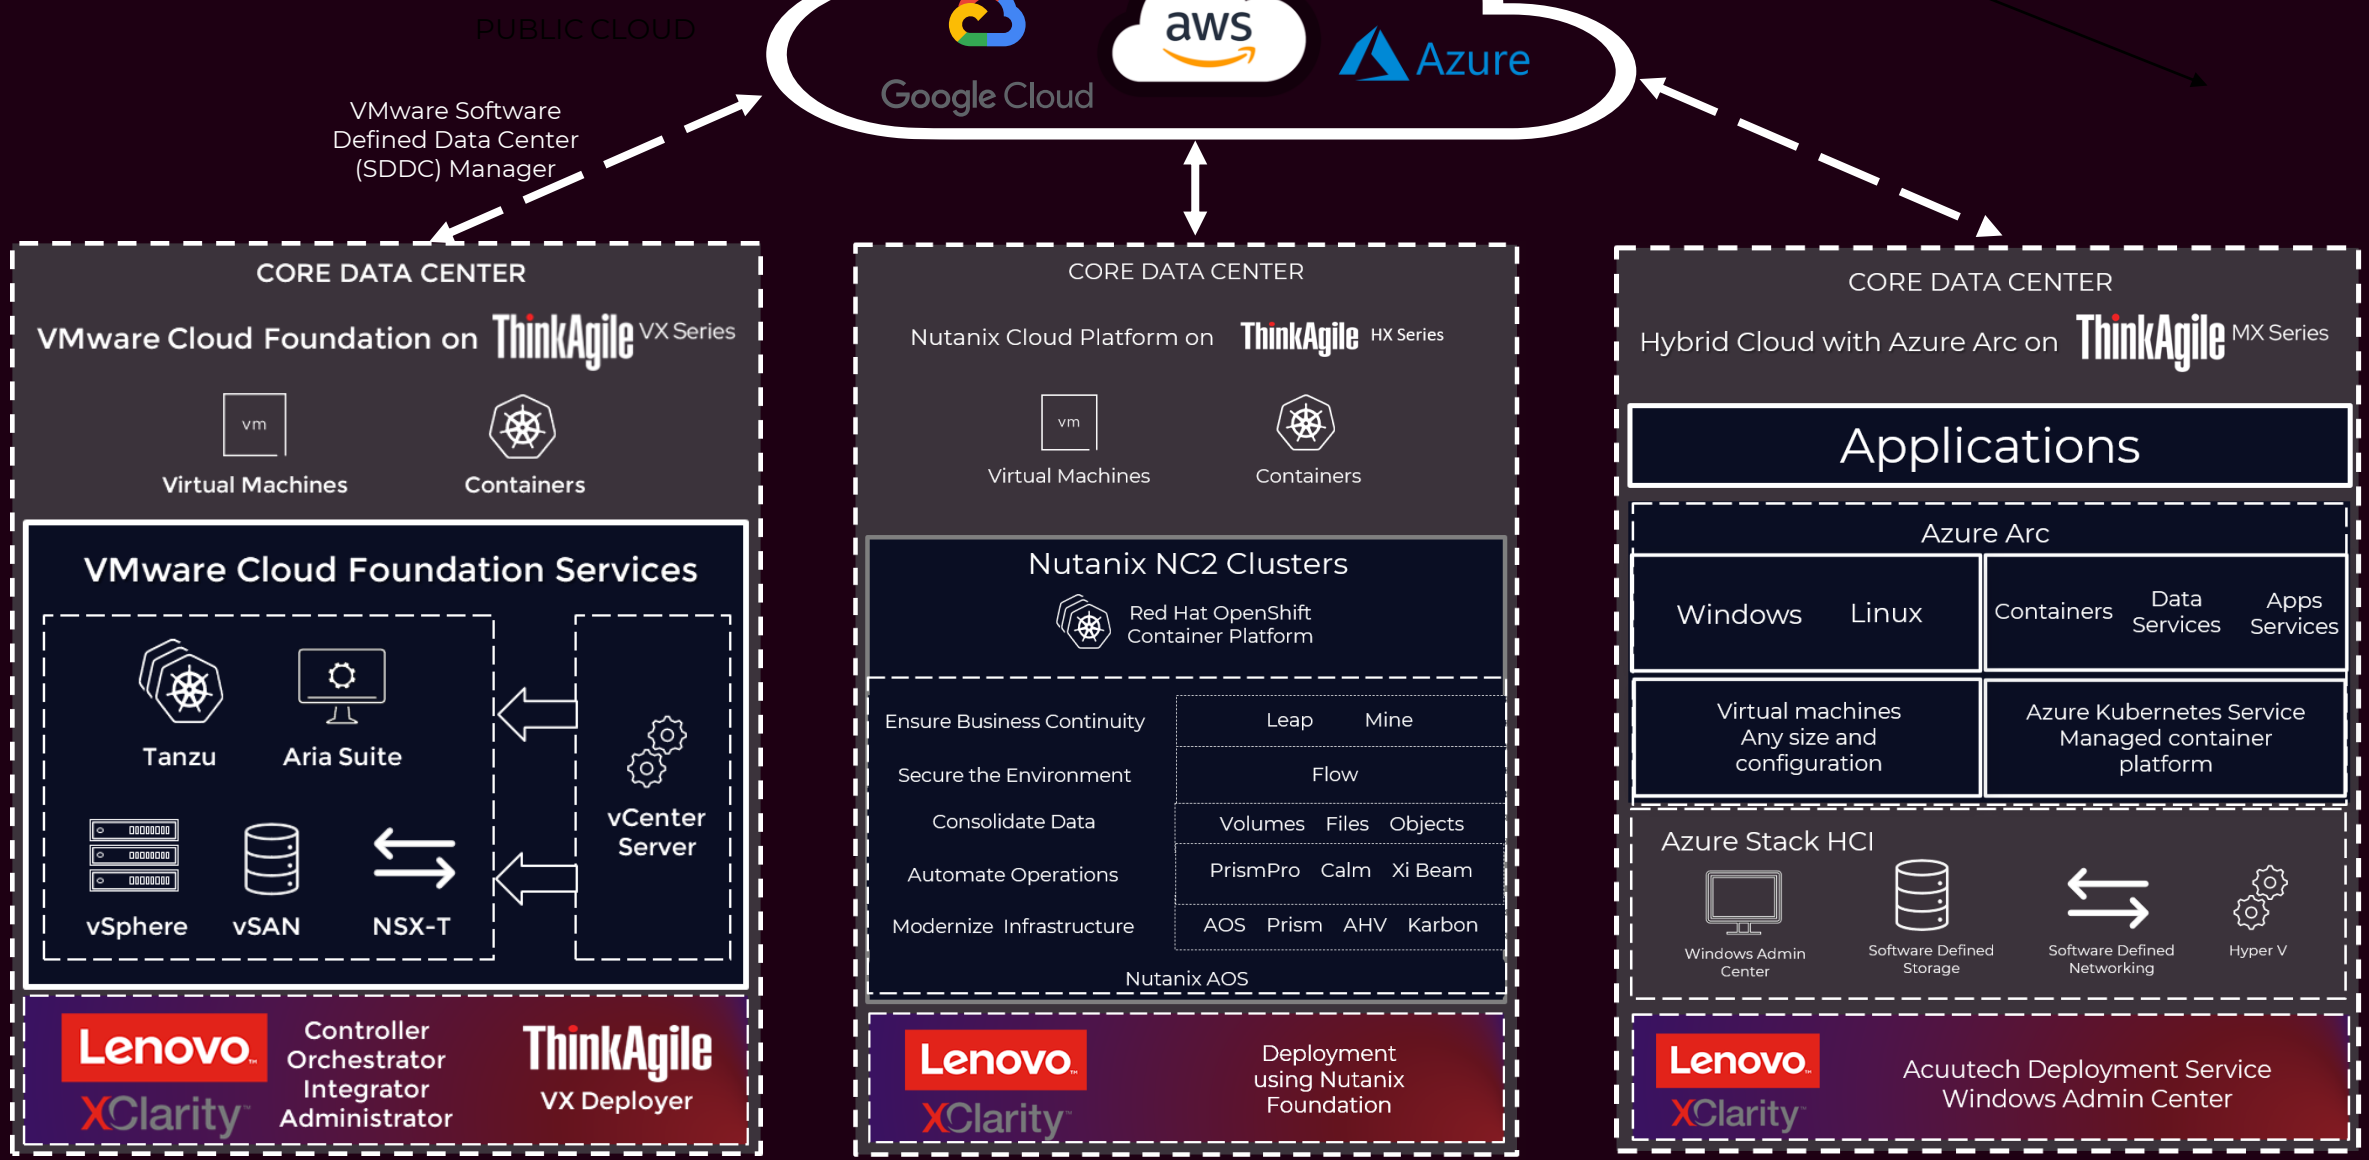 PUBLIC CLOUD
aws
Azure
Google Cloud
VMware Software
Defined Data Center
(SDDC) Manager
CORE DATA CENTER
VMware Cloud Foundation on ThinkAgile VX Series
vm
Virtual Machines
Containers
VMware Cloud Foundation Services
Tanzu
Aria Suite
vSphere
vSAN
NSX-T
vCenter
Server
Lenovo™
XClarity™
Controller
Orchestrator
Integrator
Administrator
ThinkAgile
VX Deployer
CORE DATA CENTER
Nutanix Cloud Platform on ThinkAgile HX Series
vm
Virtual Machines
Containers
Nutanix NC2 Clusters
Red Hat OpenShift
Container Platform
Ensure Business Continuity Leap Mine
Secure the Environment Flow
Consolidate Data Volumes Files Objects
Automate Operations PrismPro Calm Xi Beam
Modernize Infrastructure AOS Prism AHV Karbon
Nutanix AOS
Lenovo™
XClarity™
Deployment
using Nutanix
Foundation
CORE DATA CENTER
Hybrid Cloud with Azure Arc on ThinkAgile MX Series
Applications
Azure Arc
Windows Linux
Containers
Data
Services
Apps
Services
Virtual machines
Any size and
configuration
Azure Kubernetes Service
Managed container
platform
Azure Stack HCI
Windows Admin
Center
Software Defined
Storage
Software Defined
Networking
Hyper V
Lenovo™
XClarity™
Acuutech Deployment Service
Windows Admin Center